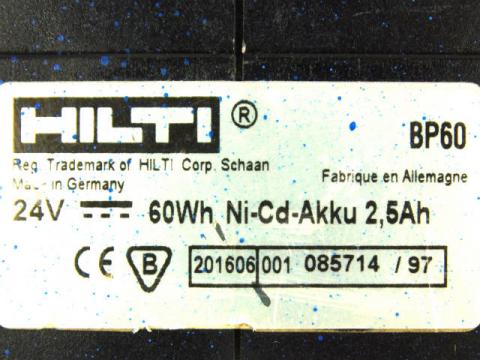 HILTI ® BP60
Reg. Trademark of HILTI Corp. Schaan
Made in Germany Fabrique en Allemagne
24V 60Wh Ni-Cd-Akku 2,5Ah
CE B 201606 001 085714 / 97